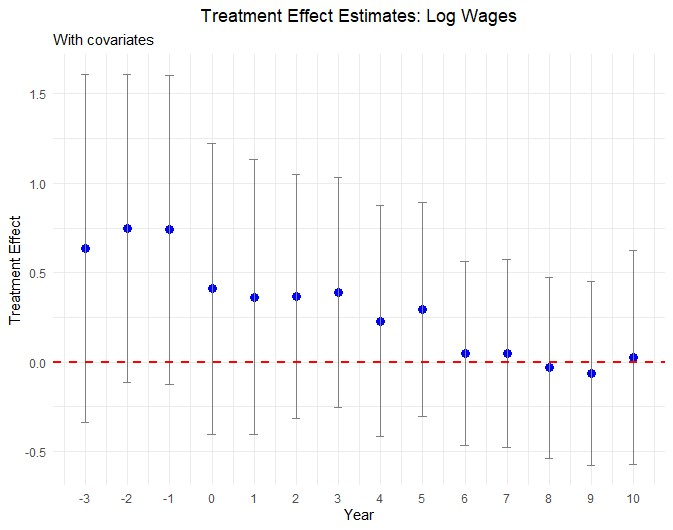 Treatment Effect Estimates: Log Wages
With covariates
Treatment Effect
1.5
1.0
0.5
0.0
-0.5
-3 -2 -1 0 1 2 3 4 5 6 7 8 9 10
Year